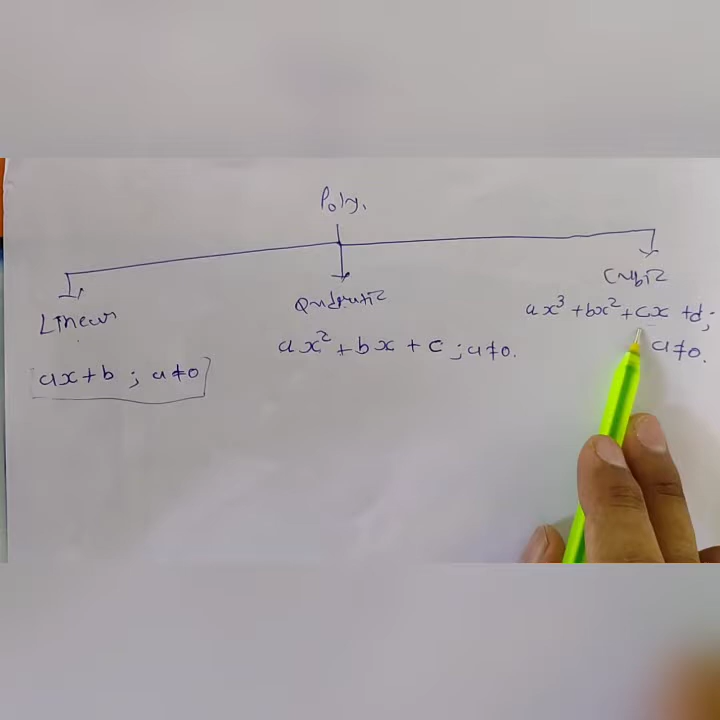 Poly.
Linear
ax+b ; a≠0
Quadratic
ax² + bx + c ; a≠0.
Cubic
ax³ + bx² + cx + d ;
a≠0.